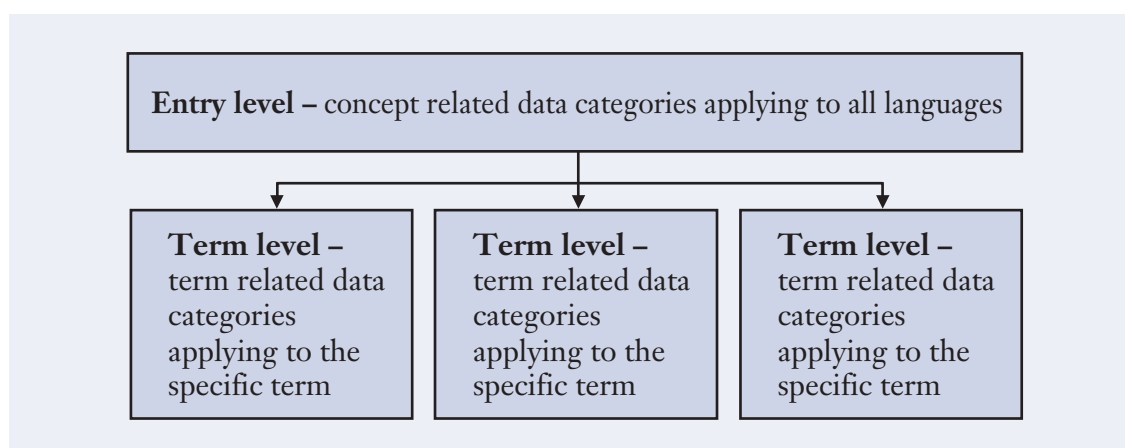 Entry level – concept related data categories applying to all languages
Term level –
term related data
categories
applying to the
specific term
Term level –
term related data
categories
applying to the
specific term
Term level –
term related data
categories
applying to the
specific term